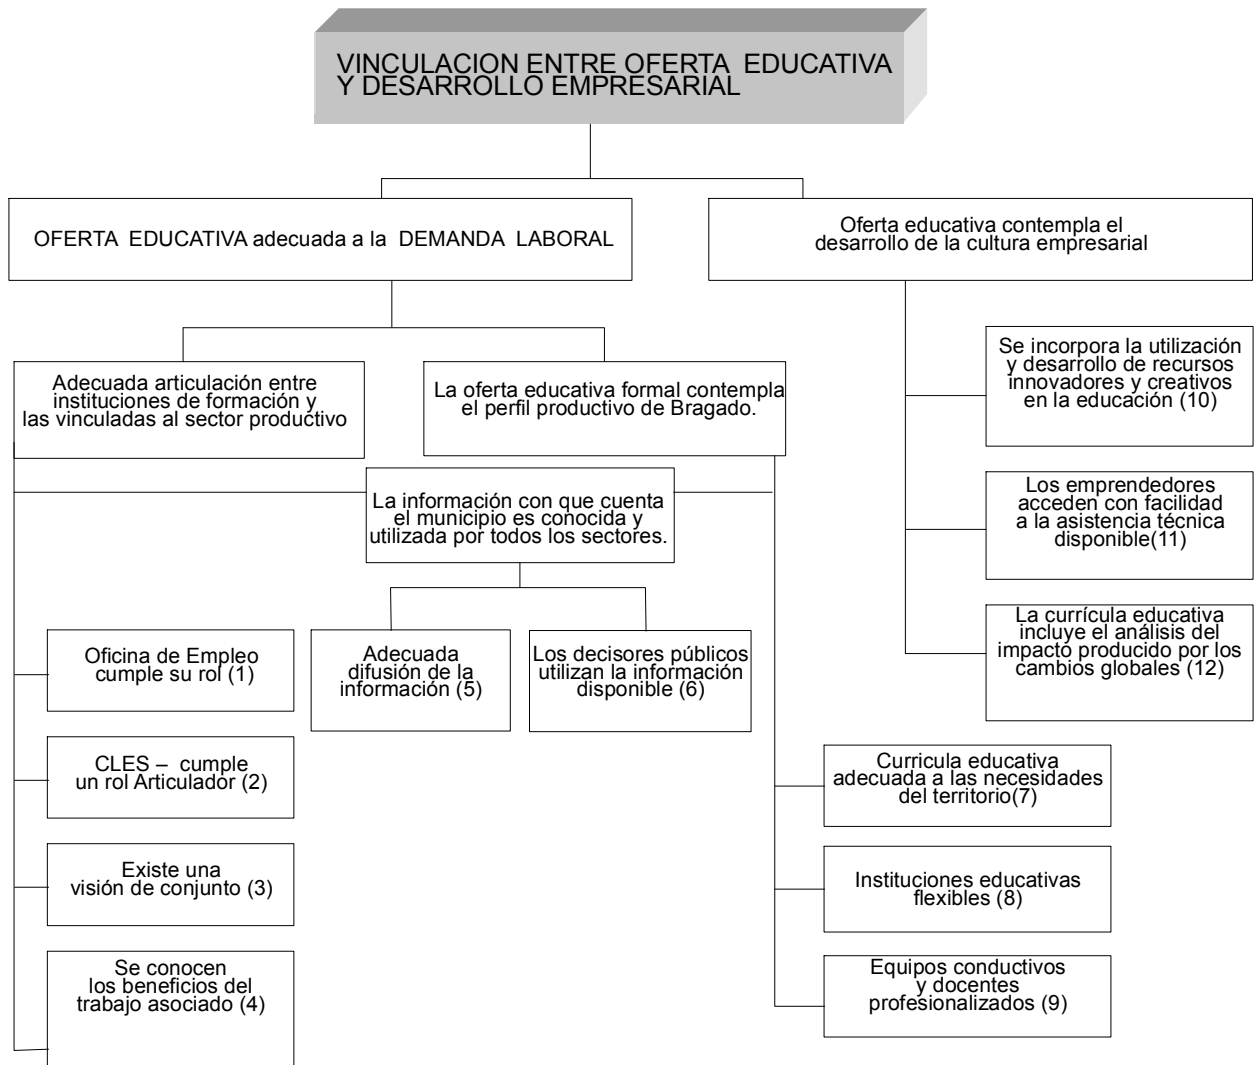 VINCULACION ENTRE OFERTA EDUCATIVA
Y DESARROLLO EMPRESARIAL
OFERTA EDUCATIVA adecuada a la DEMANDA LABORAL
Oferta educativa contempla el
desarrollo de la cultura empresarial
Adecuada articulación entre
instituciones de formación y
las vinculadas al sector productivo
La oferta educativa formal contempla
el perfil productivo de Bragado.
Se incorpora la utilización
y desarrollo de recursos
innovadores y creativos
en la educación (10)
La información con que cuenta
el municipio es conocida y
utilizada por todos los sectores.
Los emprendedores
acceden con facilidad
a la asistencia técnica
disponible(11)
La currícula educativa
incluye el análisis del
impacto producido por los
cambios globales (12)
Oficina de Empleo
cumple su rol (1)
Adecuada
difusión de la
información (5)
Los decisores públicos
utilizan la información
disponible (6)
CLES – cumple
un rol Articulador (2)
Curricula educativa
adecuada a las necesidades
del territorio(7)
Existe una
visión de conjunto (3)
Instituciones educativas
flexibles (8)
Se conocen
los beneficios del
trabajo asociado (4)
Equipos conductivos
y docentes
profesionalizados (9)